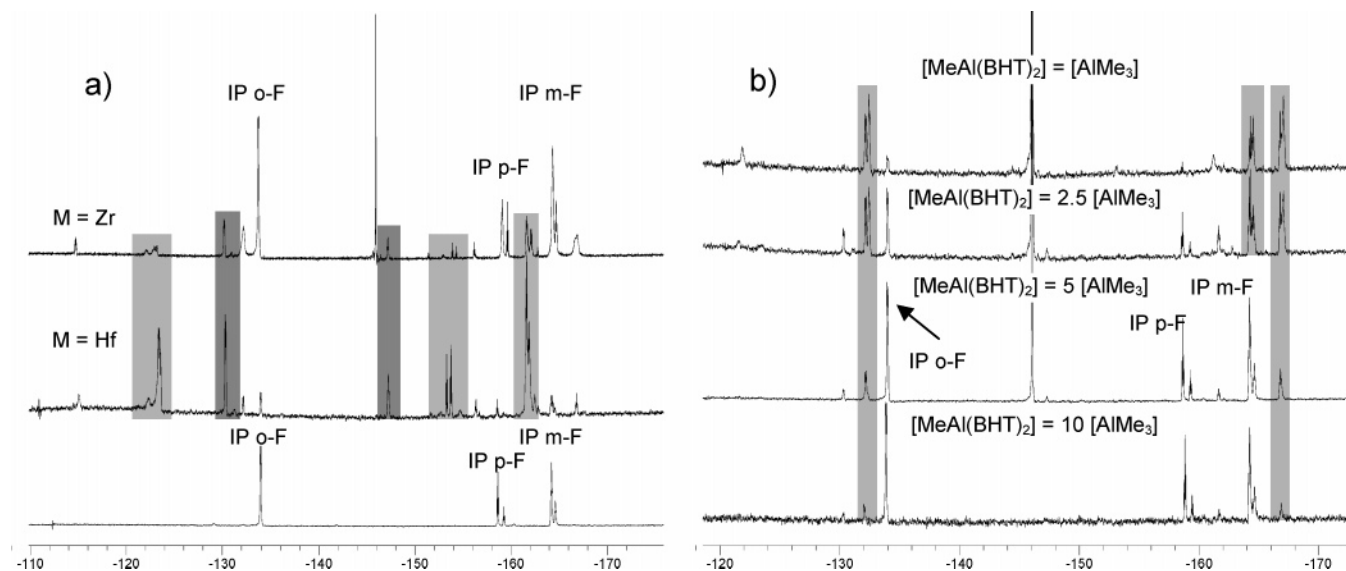 a)
IP o-F
IP m-F
IP p-F
M = Zr
M = Hf
IP o-F
IP m-F
IP p-F
-110 -120 -130 -140 -150 -160 -170
b)
[MeAl(BHT)₂] = [AlMe₃]
[MeAl(BHT)₂] = 2.5 [AlMe₃]
[MeAl(BHT)₂] = 5 [AlMe₃]
IP m-F
IP p-F
IP o-F
[MeAl(BHT)₂] = 10 [AlMe₃]
-120 -130 -140 -150 -160 -170